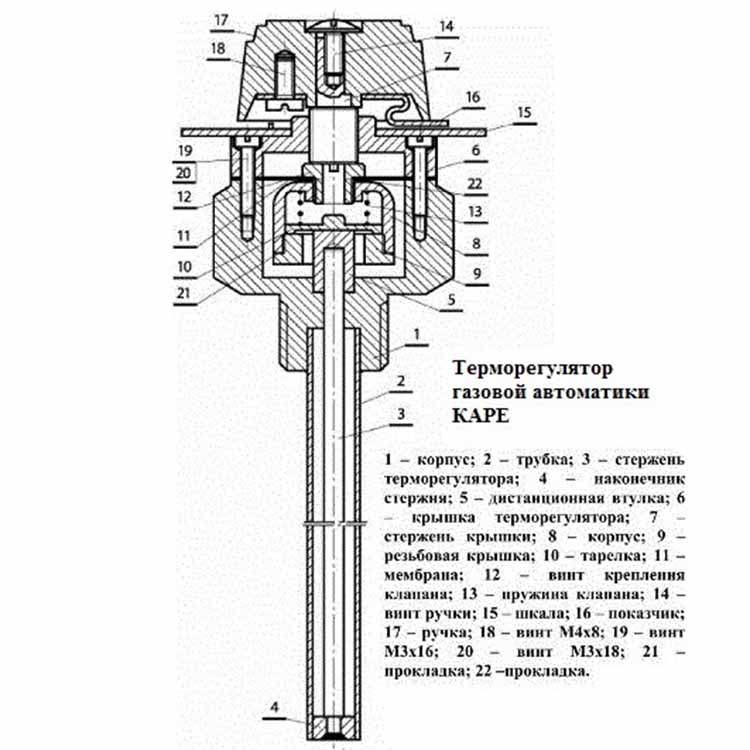 17
14
18
7
16
15
19
20
6
12
22
13
11
8
10
9
21
5
1
Терморегулятор
газовой автоматики
КАРЕ
2
3
1 – корпус; 2 – трубка; 3 – стержень
терморегулятора; 4 – наконечник
стержня; 5 – дистанционная втулка; 6
– крышка терморегулятора; 7 –
стержень крышки; 8 – корпус; 9 –
резьбовая крышка; 10 – тарелка; 11 –
мембрана; 12 – винт крепления
клапана; 13 – пружина клапана; 14 –
винт ручки; 15 – шкала; 16 – показчик;
17 – ручка; 18 – винт М4х8; 19 – винт
М3х16; 20 – винт М3х18; 21 –
прокладка; 22 –прокладка.
4